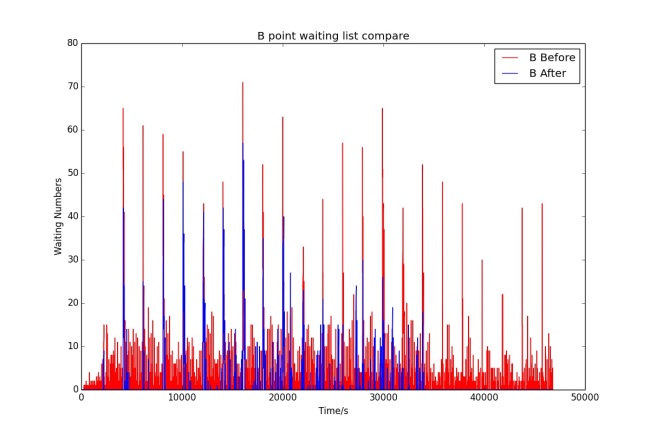 B point waiting list compare
80
70
60
50
40
30
20
10
0
Waiting Numbers
B Before
B After
0 10000 20000 30000 40000 50000
Time/s